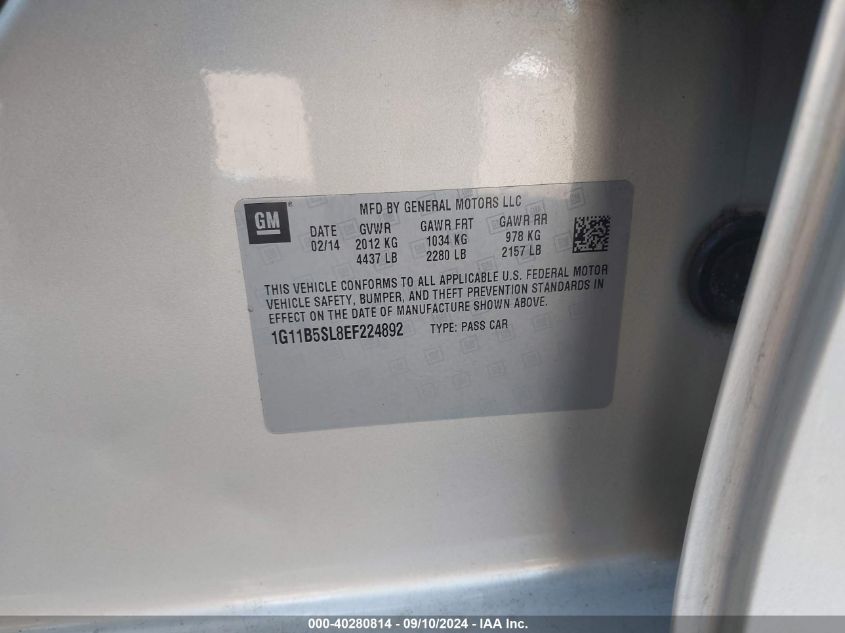 GM
MFD BY GENERAL MOTORS LLC
DATE GVWR GAWR FRT GAWR RR
02/14 2012 KG 1034 KG 978 KG
4437 LB 2280 LB 2157 LB
THIS VEHICLE CONFORMS TO ALL APPLICABLE U.S. FEDERAL MOTOR
VEHICLE SAFETY, BUMPER, AND THEFT PREVENTION STANDARDS IN
EFFECT ON THE DATE OF MANUFACTURE SHOWN ABOVE.
1G11B5SL8EF224892 TYPE: PASS CAR
000-40280814 - 09/10/2024 - IAA Inc.